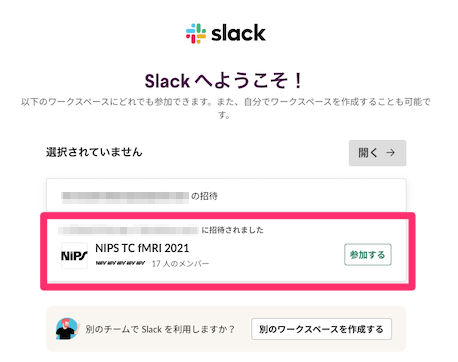 slack
Slack へようこそ！
以下のワークスペースにどれでも参加できます。また、自分でワークスペースを作成することも可能で
す。
選択されていません
開く →
の招待
に招待されました
NIPS
NIPS TC fMRI 2021
17 人のメンバー
参加する
別のチームで Slack を利用しますか？
別のワークスペースを作成する